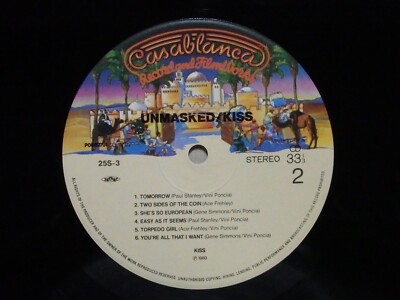 Casablanca
Record and FilmWorks
UNMASKED/KISS
25S-3
STEREO 33 1/3
2
1. TOMORROW (Paul Stanley/Vini Poncia)
2. TWO SIDES OF THE COIN (Ace Frehley)
3. SHE'S SO EUROPEAN (Gene Simmons/Vini Poncia)
4. EASY AS IT SEEMS (Paul Stanley/Vini Poncia)
5. TORPEDO GIRL (Ace Frehley/Vini Poncia)
6. YOU'RE ALL THAT I WANT (Gene Simmons/Vini Poncia)
KISS
℗ 1980